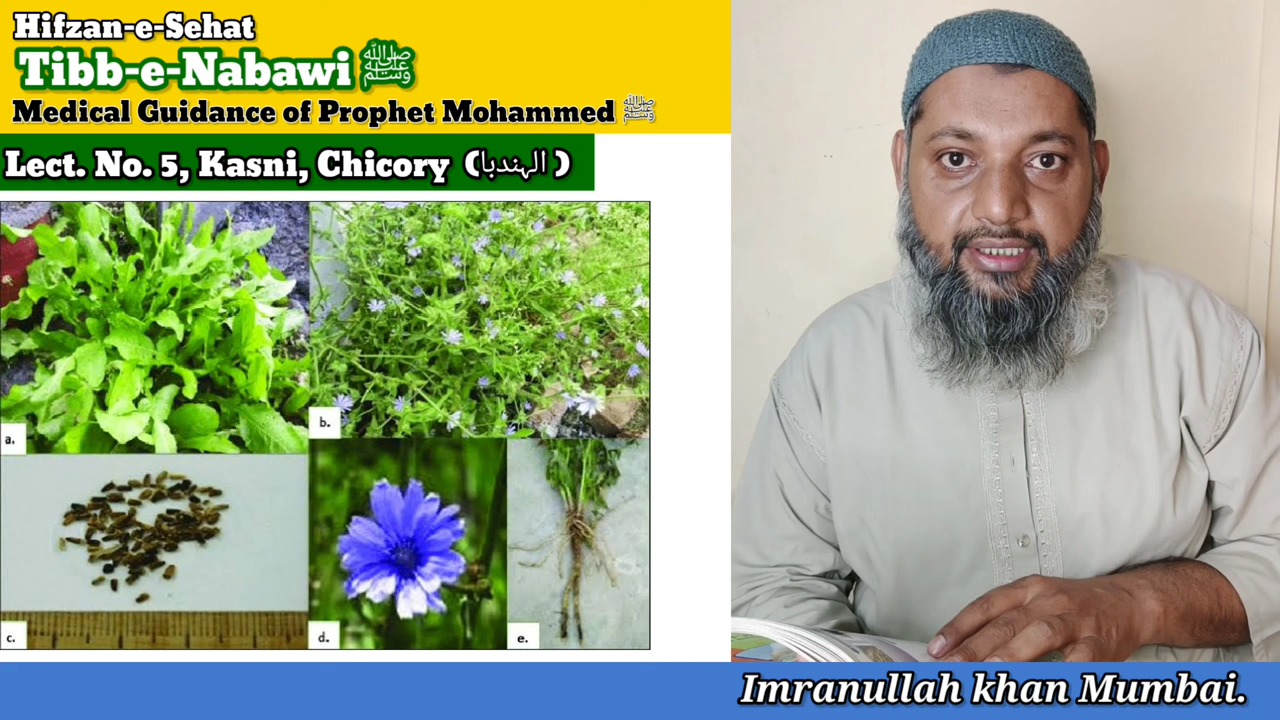 Hifzan-e-Sehat
Tibb-e-Nabawi ﷺ
Medical Guidance of Prophet Mohammed ﷺ
Lect. No. 5, Kasni, Chicory (الہندبا)
a.
b.
c.
d.
e.
Imranullah khan Mumbai.